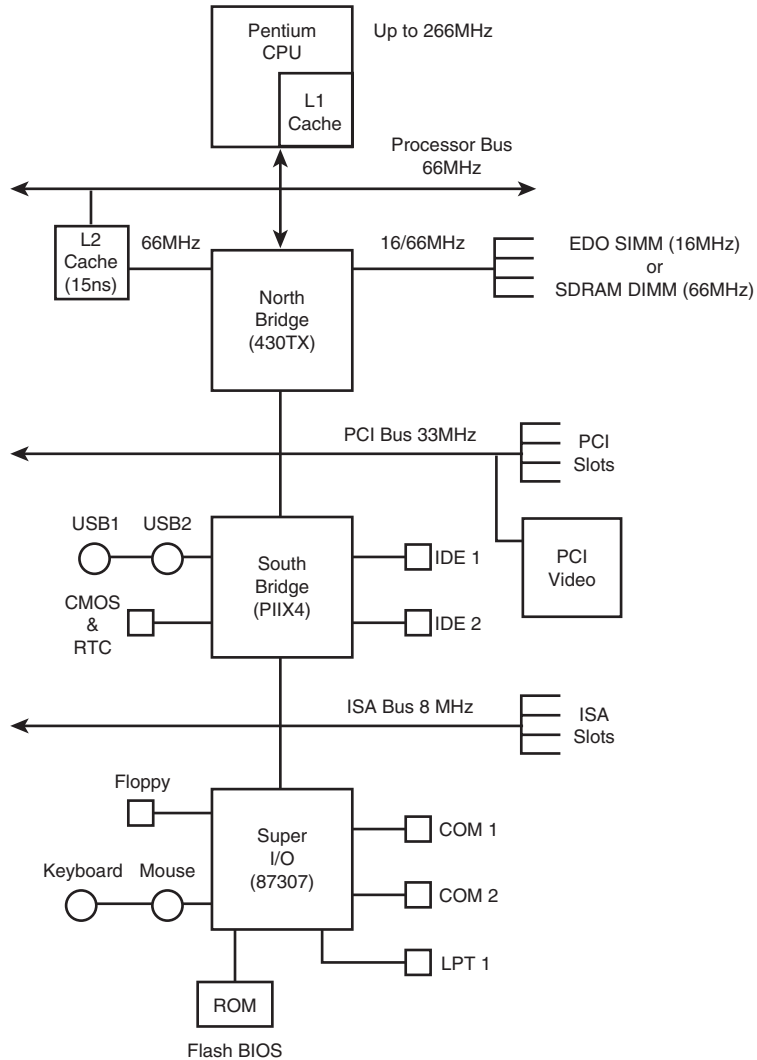 Pentium
CPU
Up to 266MHz
L1
Cache
Processor Bus
66MHz
L2
Cache
(15ns)
66MHz
16/66MHz
EDO SIMM (16MHz)
or
SDRAM DIMM (66MHz)
North
Bridge
(430TX)
PCI Bus 33MHz
PCI
Slots
USB1
USB2
South
Bridge
(PIIX4)
IDE 1
PCI
Video
CMOS
&
RTC
IDE 2
ISA Bus 8 MHz
ISA
Slots
Floppy
Super
I/O
(87307)
COM 1
Keyboard
Mouse
COM 2
LPT 1
ROM
Flash BIOS